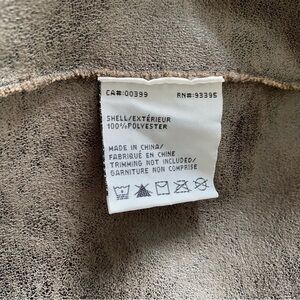 CA#:00399 RN#:93395
SHELL/EXTÉRIEUR
100%POLYESTER
MADE IN CHINA/
FABRIQUÉ EN CHINE
TRIMMING NOT INCLUDED/
GARNITURE NON COMPRISE